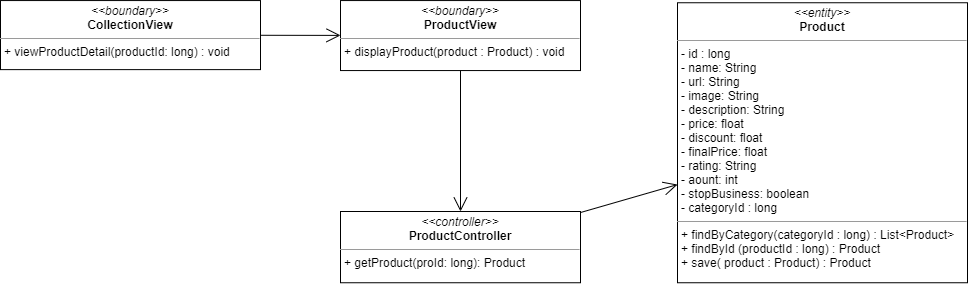 <<boundary>>
CollectionView
+ viewProductDetail(productId: long) : void
<<boundary>>
ProductView
+ displayProduct(product : Product) : void
<<controller>>
ProductController
+ getProduct(proId: long): Product
<<entity>>
Product
- id : long
- name: String
- url: String
- image: String
- description: String
- price: float
- discount: float
- finalPrice: float
- rating: String
- aount: int
- stopBusiness: boolean
- categoryId : long
+ findByCategory(categoryId : long) : List<Product>
+ findById (productId : long) : Product
+ save( product : Product) : Product